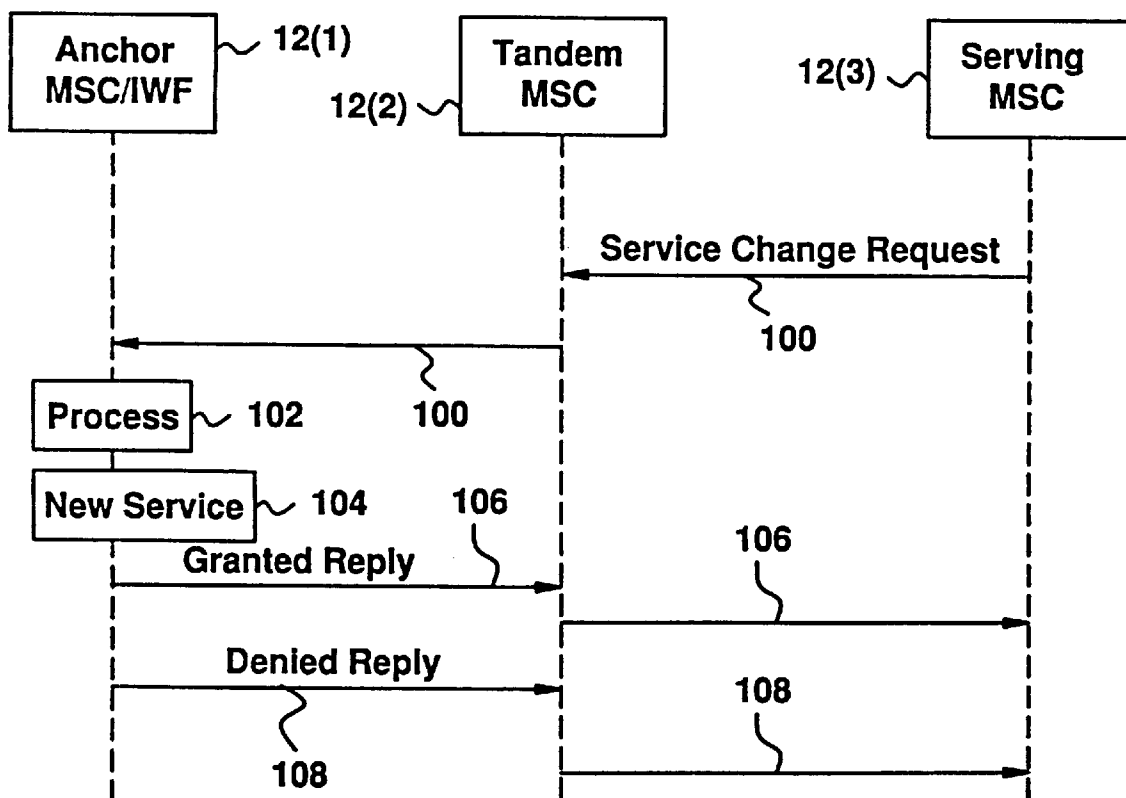 Anchor
MSC/IWF
12(1)
Tandem
MSC
12(2)
Serving
MSC
12(3)
Service Change Request
100
100
Process
102
New Service
104
106
Granted Reply
106
Denied Reply
108
108